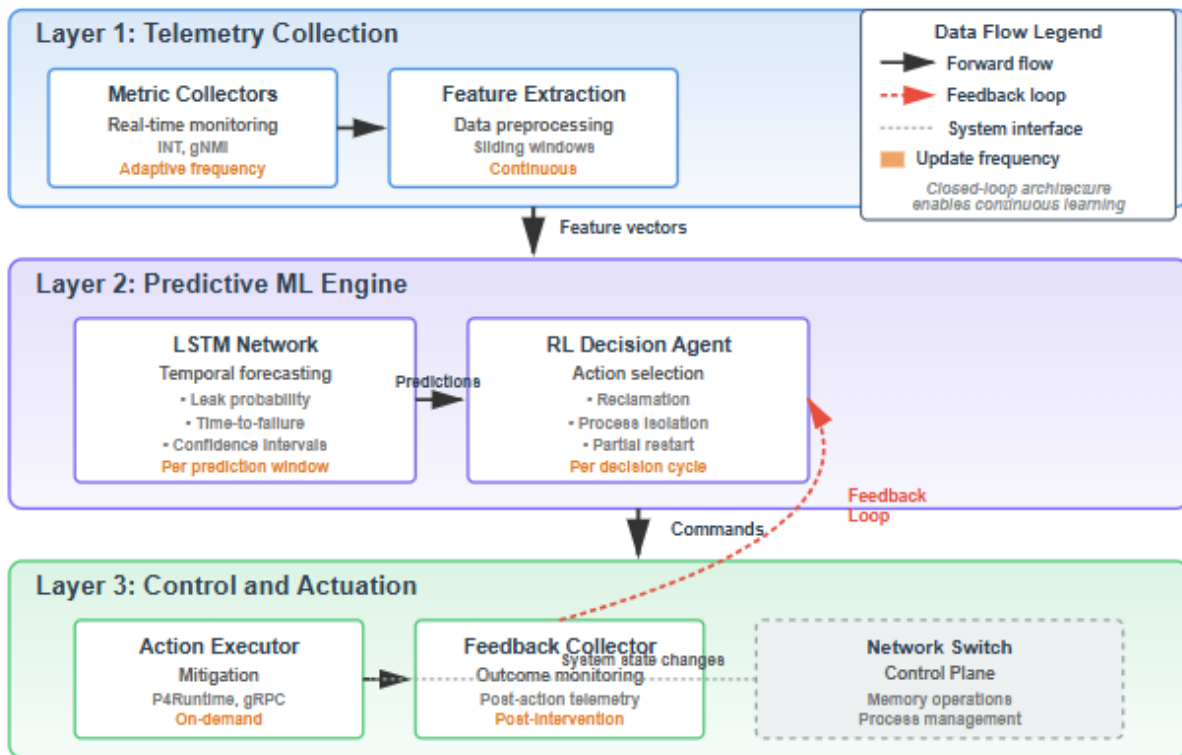 Layer 1: Telemetry Collection
Metric Collectors
Real-time monitoring
INT, gNMI
Adaptive frequency
Feature Extraction
Data preprocessing
Sliding windows
Continuous
Data Flow Legend
Forward flow
Feedback loop
System interface
Update frequency
Closed-loop architecture
enables continuous learning
Feature vectors
Layer 2: Predictive ML Engine
LSTM Network
Temporal forecasting
• Leak probability
• Time-to-failure
• Confidence intervals
Per prediction window
Predictions
RL Decision Agent
Action selection
• Reclamation
• Process isolation
• Partial restart
Per decision cycle
Feedback
Loop
Commands
Layer 3: Control and Actuation
Action Executor
Mitigation
P4Runtime, gRPC
On-demand
Feedback Collector
System state changes
Outcome monitoring
Post-action telemetry
Post-intervention
Network Switch
Control Plane
Memory operations
Process management